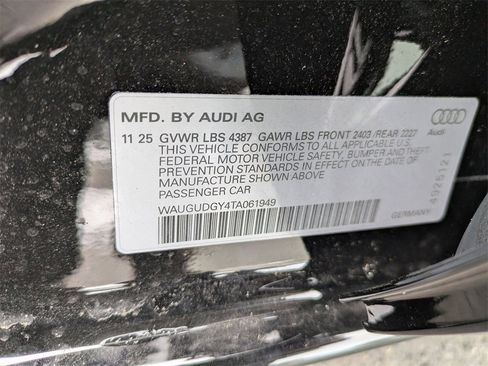 MFD. BY AUDI AG
11 25 GVWR LBS 4387 GAWR LBS FRONT 2403 /REAR 2227
THIS VEHICLE CONFORMS TO ALL APPLICABLE U.S.
FEDERAL MOTOR VEHICLE SAFETY, BUMPER AND THEFT
PREVENTION STANDARDS IN EFFECT ON THE DATE OF
MANUFACTURE SHOWN ABOVE
PASSENGER CAR
WAUGUDGY4TA061949
Audi
GERMANY